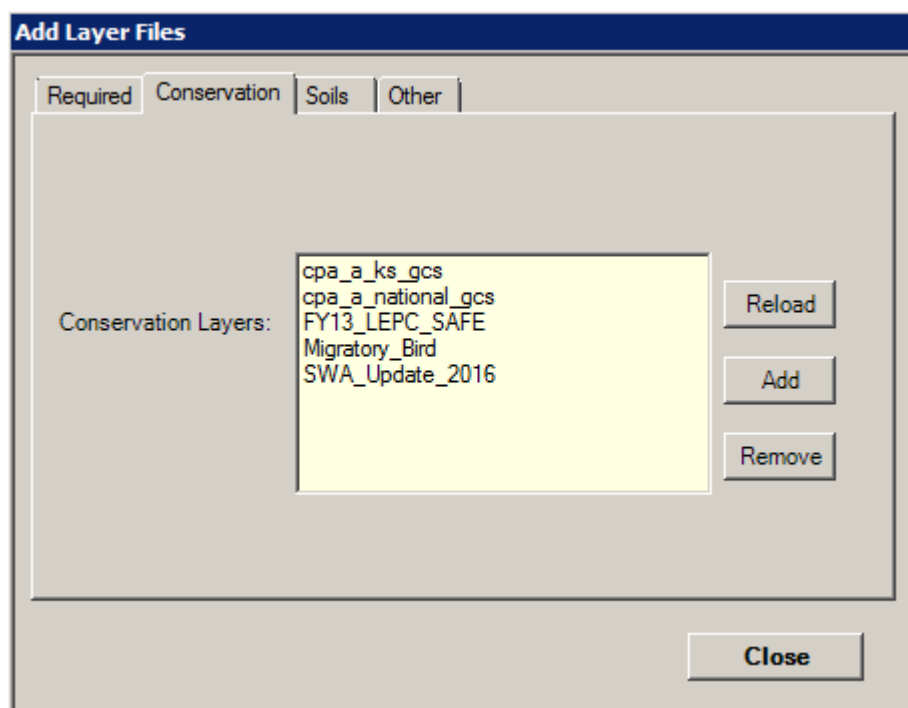 Add Layer Files
Required Conservation Soils Other
cpa_a_ks_gcs
cpa_a_national_gcs
Conservation Layers: FY13_LEPC_SAFE
Migratory_Bird
SWA_Update_2016
Reload
Add
Remove
Close